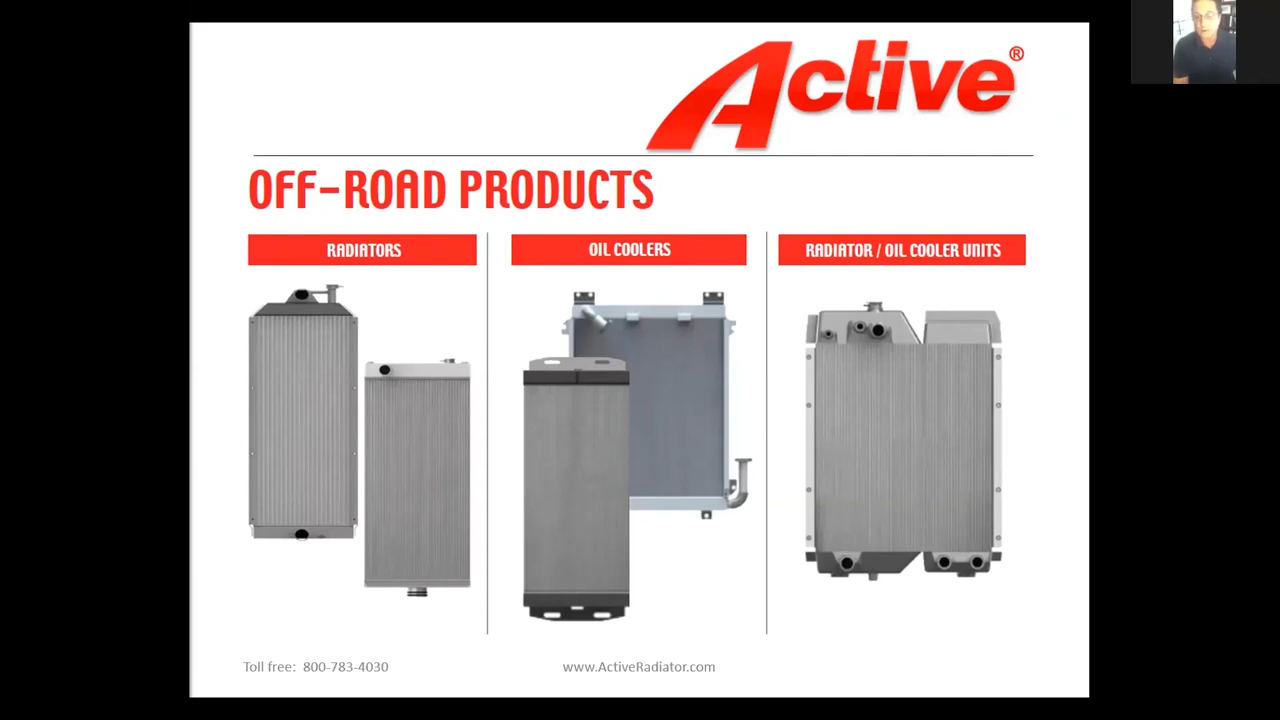 Active®
OFF-ROAD PRODUCTS
RADIATORS
OIL COOLERS
RADIATOR / OIL COOLER UNITS
Toll free: 800-783-4030
www.ActiveRadiator.com